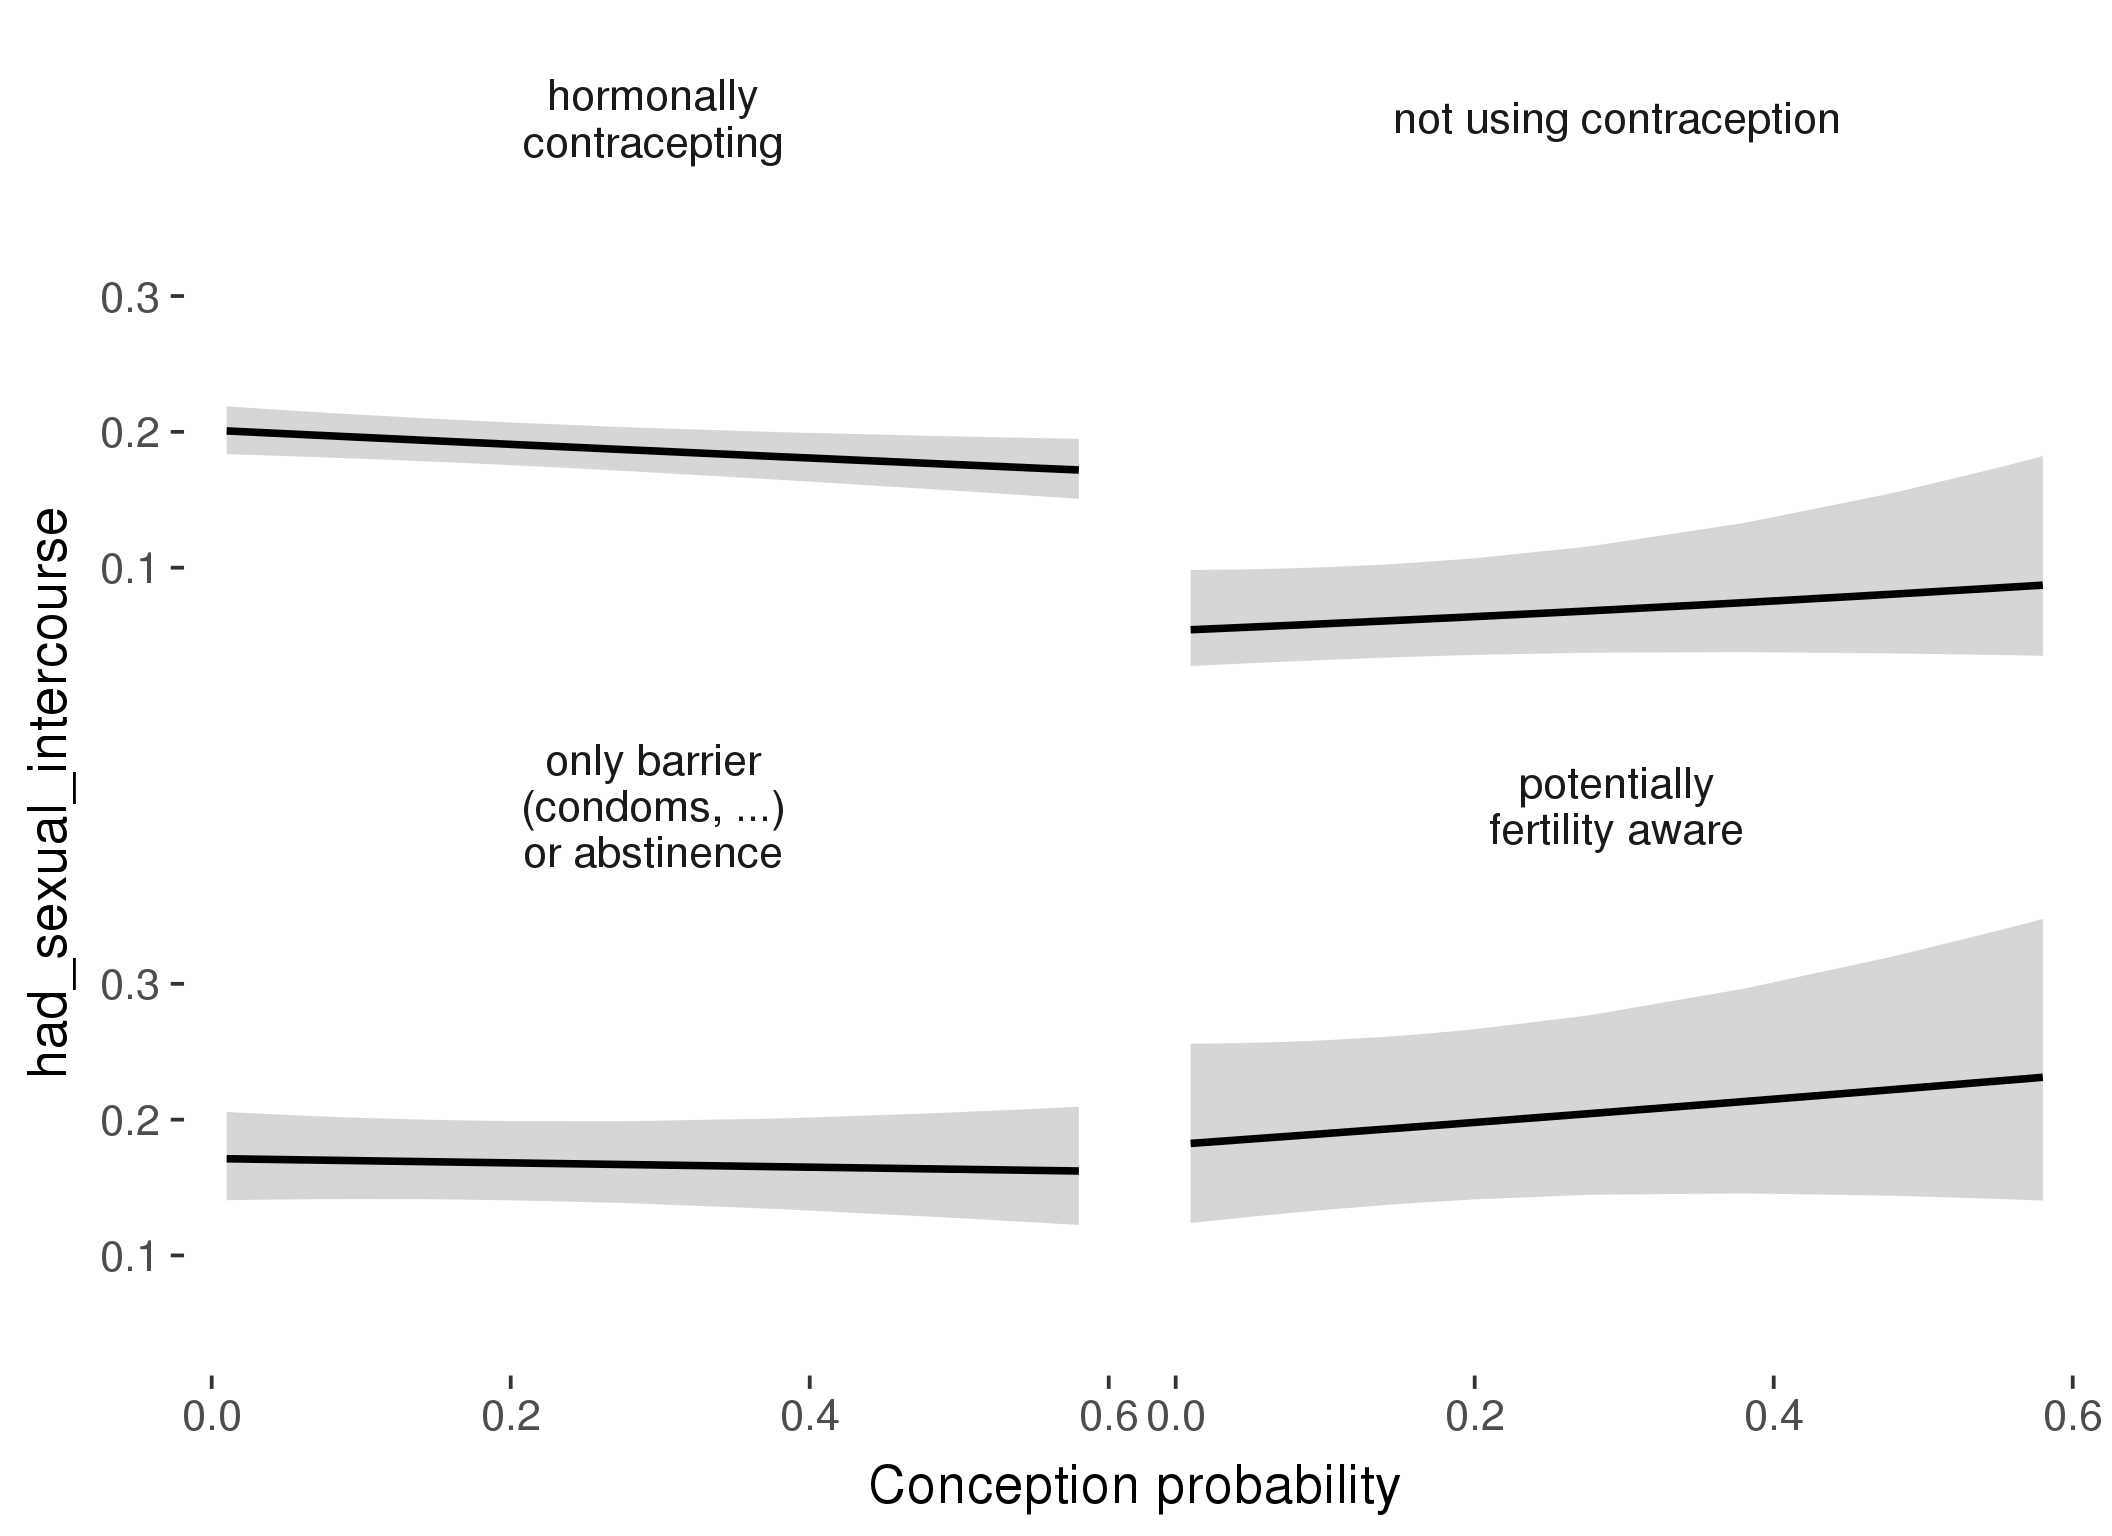 hormonally
contracepting
not using contraception
0.3
0.2
0.1
had_sexual_intercourse
only barrier
(condoms, ...)
or abstinence
potentially
fertility aware
0.3
0.2
0.1
0.0 0.2 0.4 0.6 0.0 0.2 0.4 0.6
Conception probability